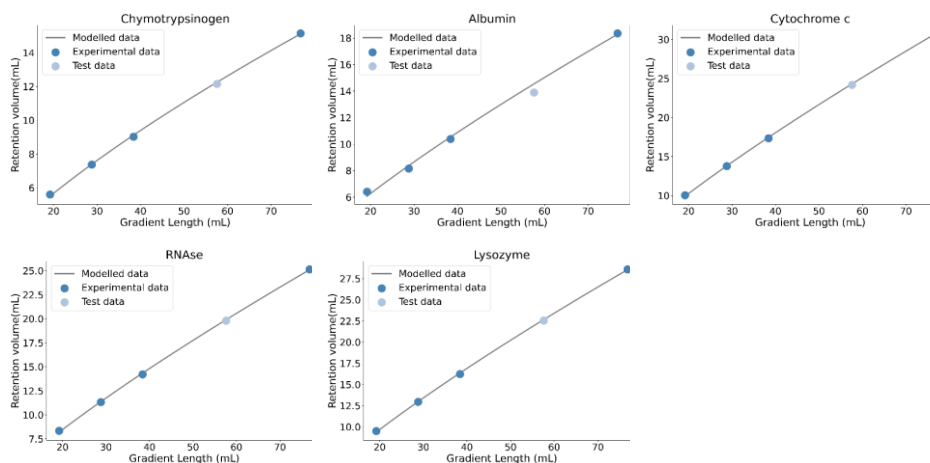 Chymotrypsinogen
Modelled data
Experimental data
Test data
Retention volume(mL)
14
12
10
8
6
20 30 40 50 60 70
Gradient Length (mL)
Albumin
Modelled data
Experimental data
Test data
Retention volume(mL)
18
16
14
12
10
8
6
20 30 40 50 60 70
Gradient Length (mL)
Cytochrome c
Modelled data
Experimental data
Test data
Retention volume(mL)
30
25
20
15
10
20 30 40 50 60 70
Gradient Length (mL)
RNAse
Modelled data
Experimental data
Test data
Retention volume(mL)
25.0
22.5
20.0
17.5
15.0
12.5
10.0
7.5
20 30 40 50 60 70
Gradient Length (mL)
Lysozyme
Modelled data
Experimental data
Test data
Retention volume(mL)
27.5
25.0
22.5
20.0
17.5
15.0
12.5
10.0
20 30 40 50 60 70
Gradient Length (mL)